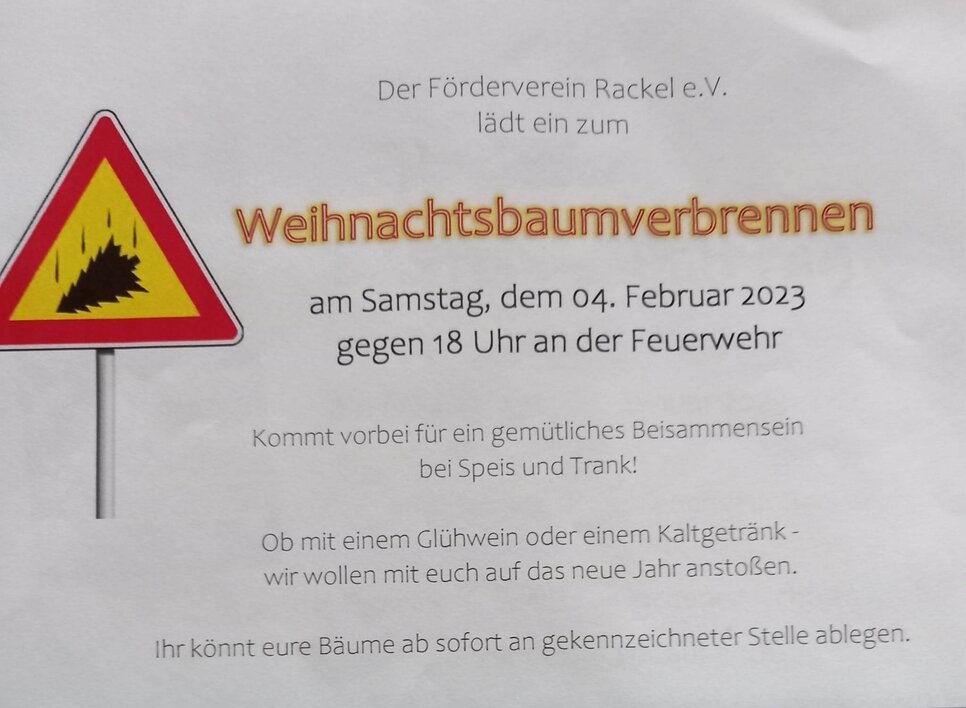 Der Förderverein Rackel e.V.
lädt ein zum
Weihnachtsbaumverbrennen
am Samstag, dem 04. Februar 2023
gegen 18 Uhr an der Feuerwehr
Kommt vorbei für ein gemütliches Beisammensein
bei Speis und Trank!
Ob mit einem Glühwein oder einem Kaltgetränk -
wir wollen mit euch auf das neue Jahr anstoßen.
Ihr könnt eure Bäume ab sofort an gekennzeichneter Stelle ablegen.